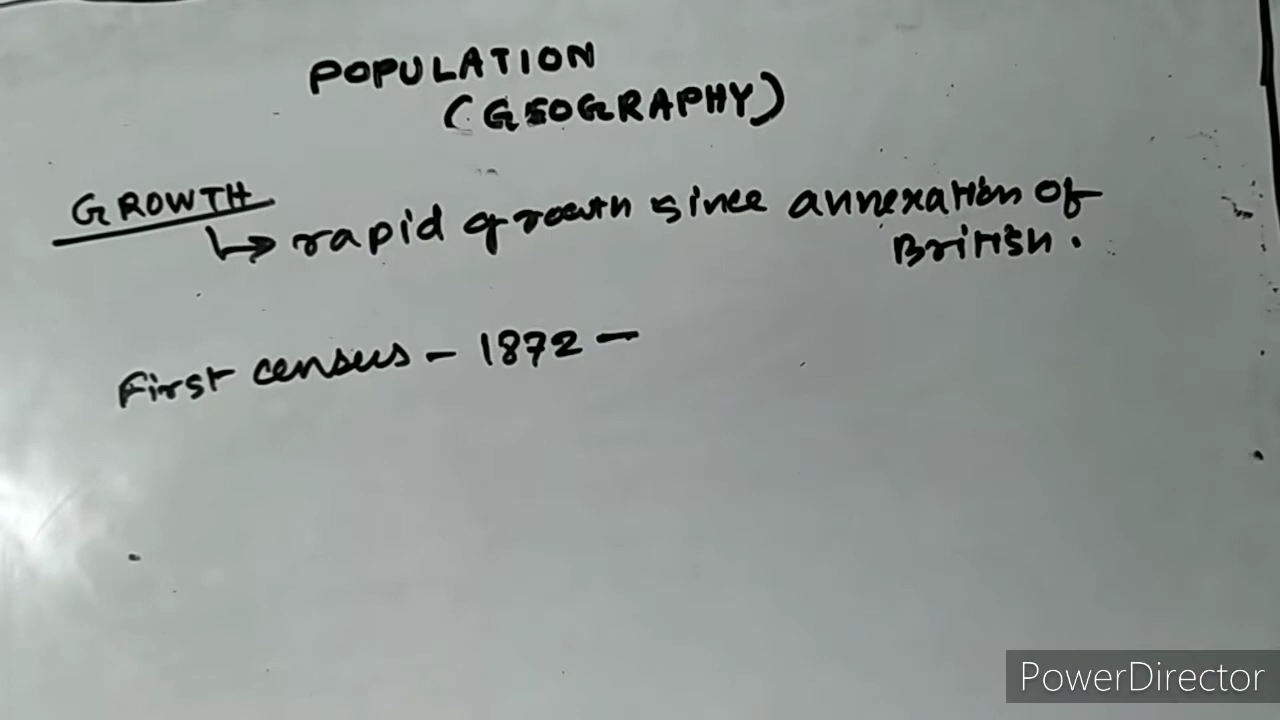 POPULATION
(GEOGRAPHY)
GROWTH
↳ rapid growth since annexation of
British.
First census - 1872 -
PowerDirector